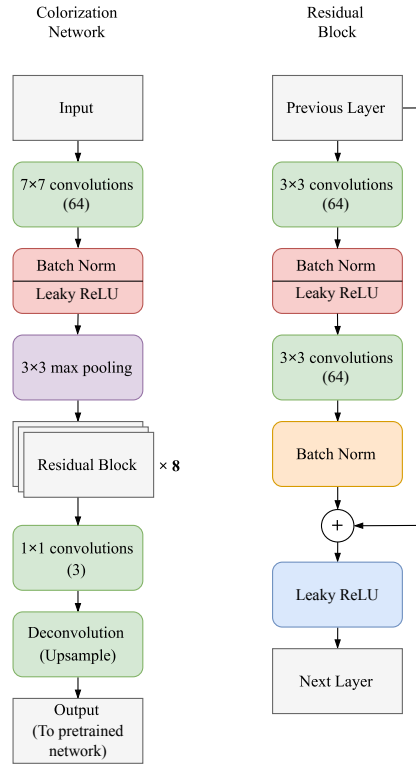 Colorization
Network
Input
7×7 convolutions
(64)
Batch Norm
Leaky ReLU
3×3 max pooling
Residual Block
× 8
1×1 convolutions
(3)
Deconvolution
(Upsample)
Output
(To pretrained
network)
Residual
Block
Previous Layer
3×3 convolutions
(64)
Batch Norm
Leaky ReLU
3×3 convolutions
(64)
Batch Norm
+
Leaky ReLU
Next Layer